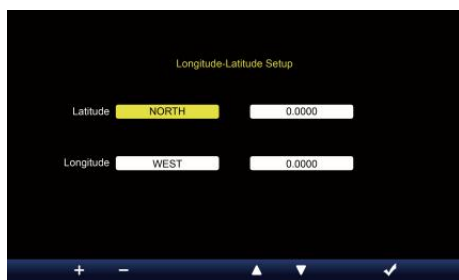 Longitude-Latitude Setup
Latitude NORTH 0.0000
Longitude WEST 0.0000
+ −